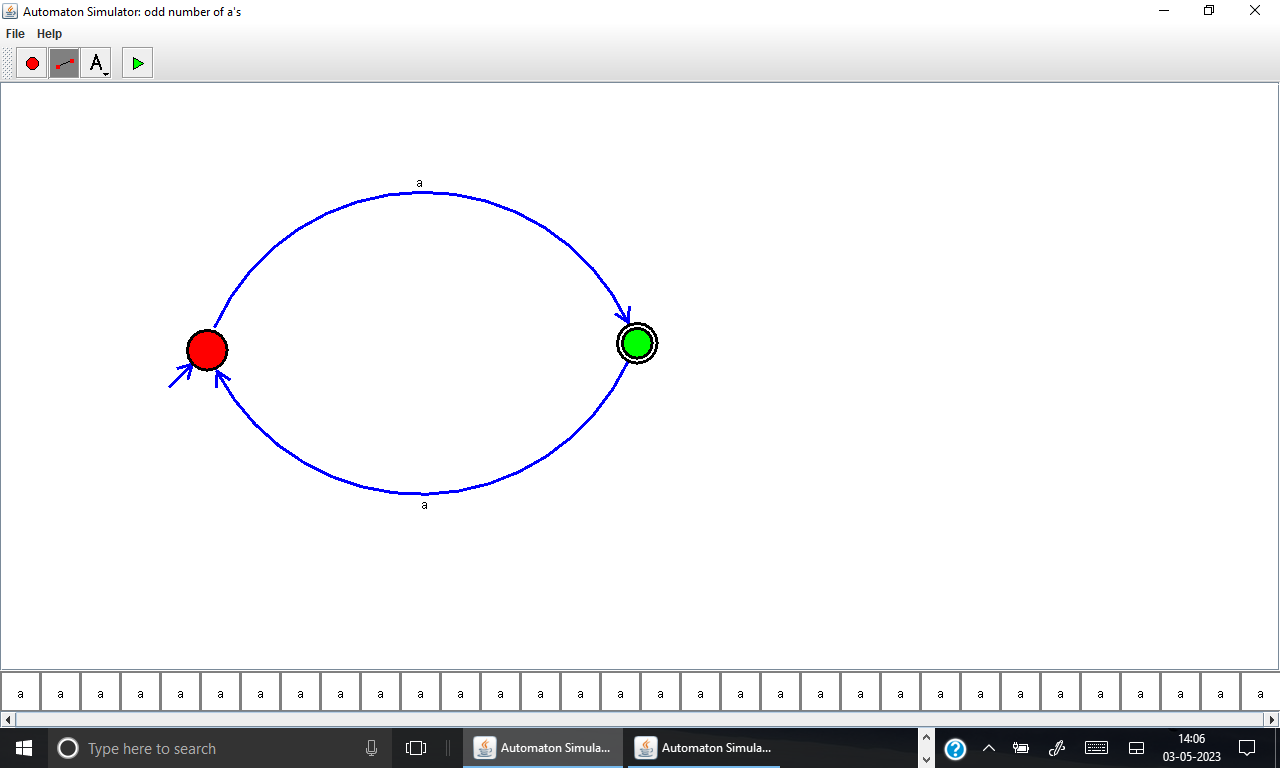 Automaton Simulator: odd number of a's
File Help
A
a
a
a a a a a a a a a a a a a a a a a a a a a a a a a a a a a a a a
Type here to search
Automaton Simula...
Automaton Simula...
14:06
03-05-2023